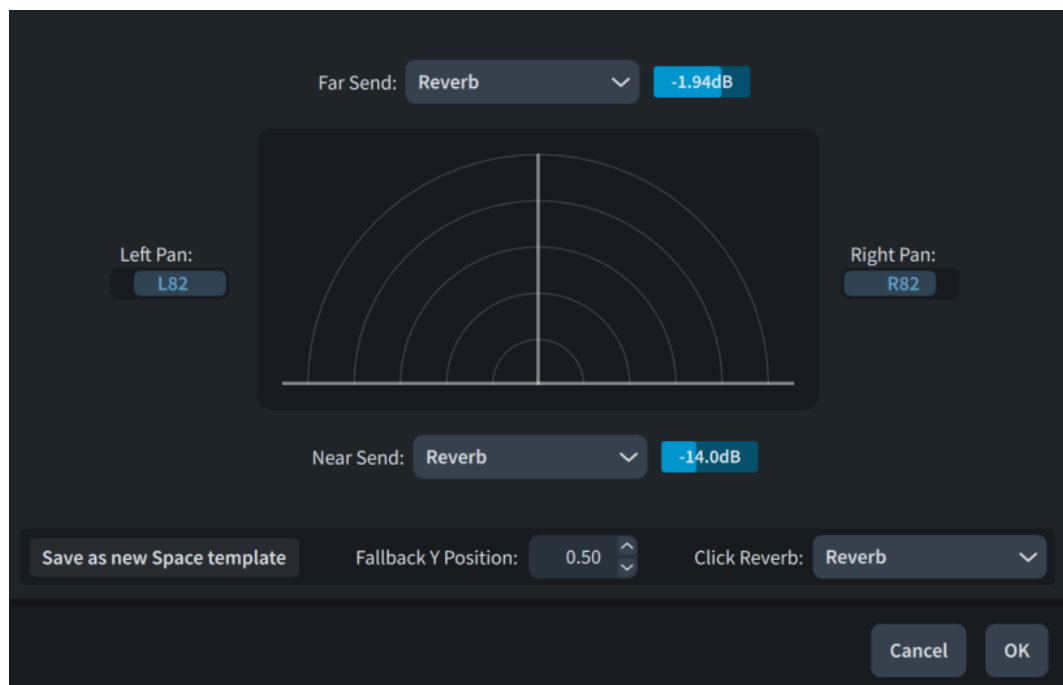 Far Send: Reverb -1.94dB
Left Pan: Right Pan:
L82 R82
Near Send: Reverb -14.0dB
Save as new Space template Fallback Y Position: 0.50 Click Reverb: Reverb
Cancel OK